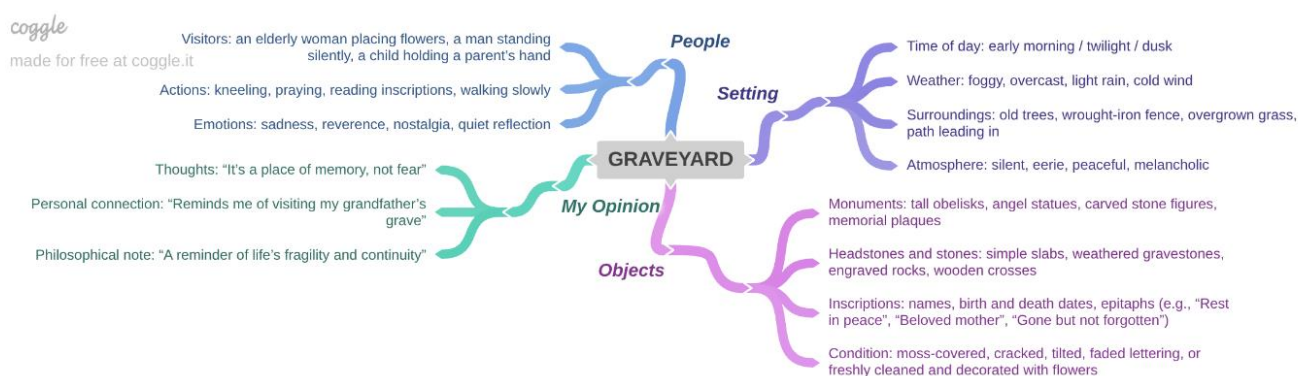 coggle
made for free at coggle.it
Visitors: an elderly woman placing flowers, a man standing
silently, a child holding a parent's hand
Actions: kneeling, praying, reading inscriptions, walking slowly
Emotions: sadness, reverence, nostalgia, quiet reflection
People
Setting
Time of day: early morning / twilight / dusk
Weather: foggy, overcast, light rain, cold wind
Surroundings: old trees, wrought-iron fence, overgrown grass,
path leading in
Atmosphere: silent, eerie, peaceful, melancholic
GRAVEYARD
Thoughts: “It’s a place of memory, not fear”
Personal connection: “Reminds me of visiting my grandfather’s
grave”
Philosophical note: “A reminder of life’s fragility and continuity”
My Opinion
Objects
Monuments: tall obelisks, angel statues, carved stone figures,
memorial plaques
Headstones and stones: simple slabs, weathered gravestones,
engraved rocks, wooden crosses
Inscriptions: names, birth and death dates, epitaphs (e.g., “Rest
in peace”, “Beloved mother”, “Gone but not forgotten”)
Condition: moss-covered, cracked, tilted, faded lettering, or
freshly cleaned and decorated with flowers